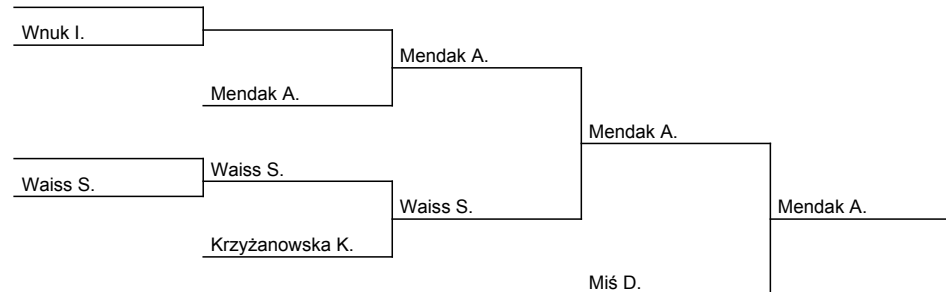 Wnuk I.
Mendak A.
Mendak A.
Mendak A.
Waiss S.
Waiss S.
Waiss S.
Mendak A.
Krzyżanowska K.
Miś D.